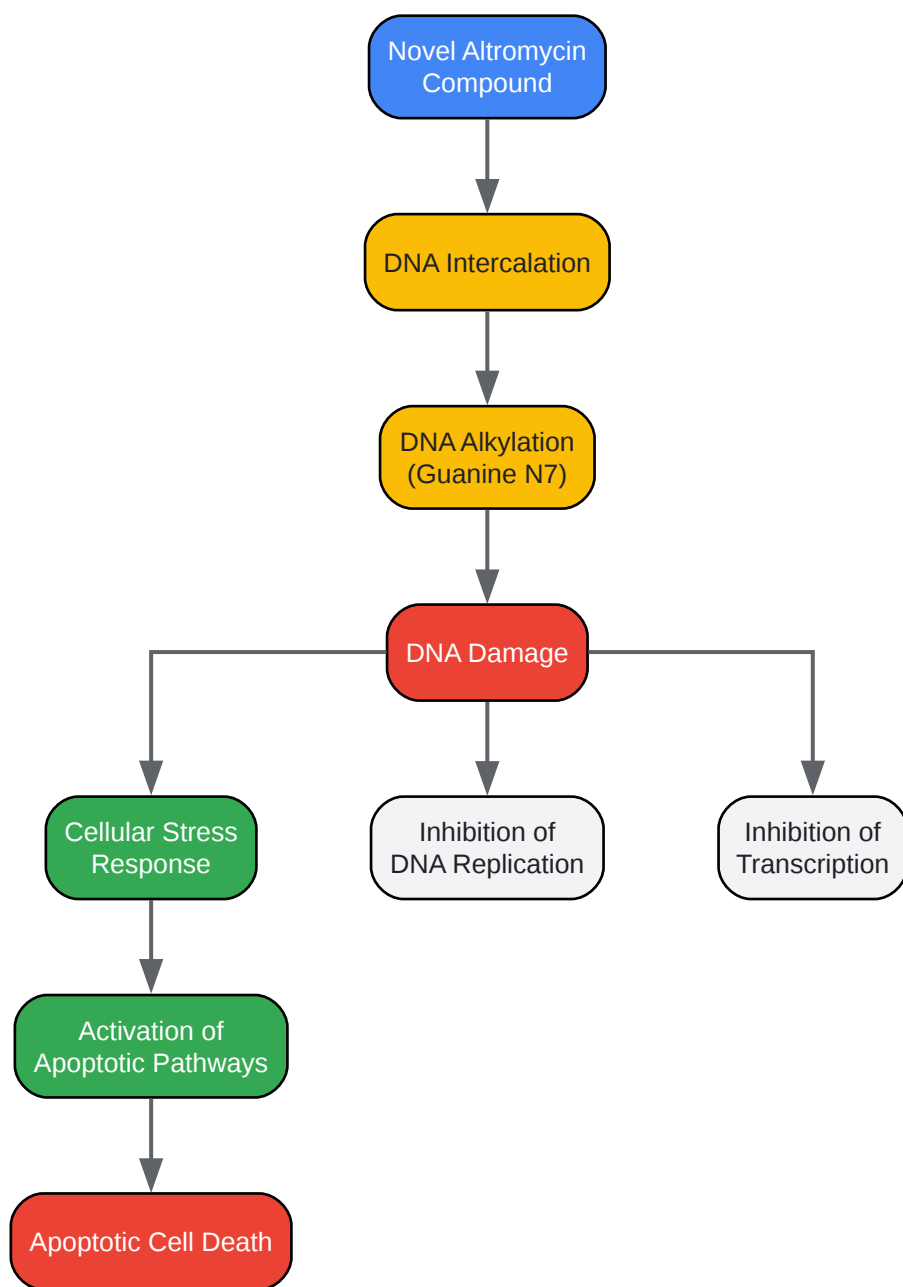 Novel Altromycin
Compound
DNA Intercalation
DNA Alkylation
(Guanine N7)
DNA Damage
Cellular Stress
Response
Inhibition of
DNA Replication
Inhibition of
Transcription
Activation of
Apoptotic Pathways
Apoptotic Cell Death